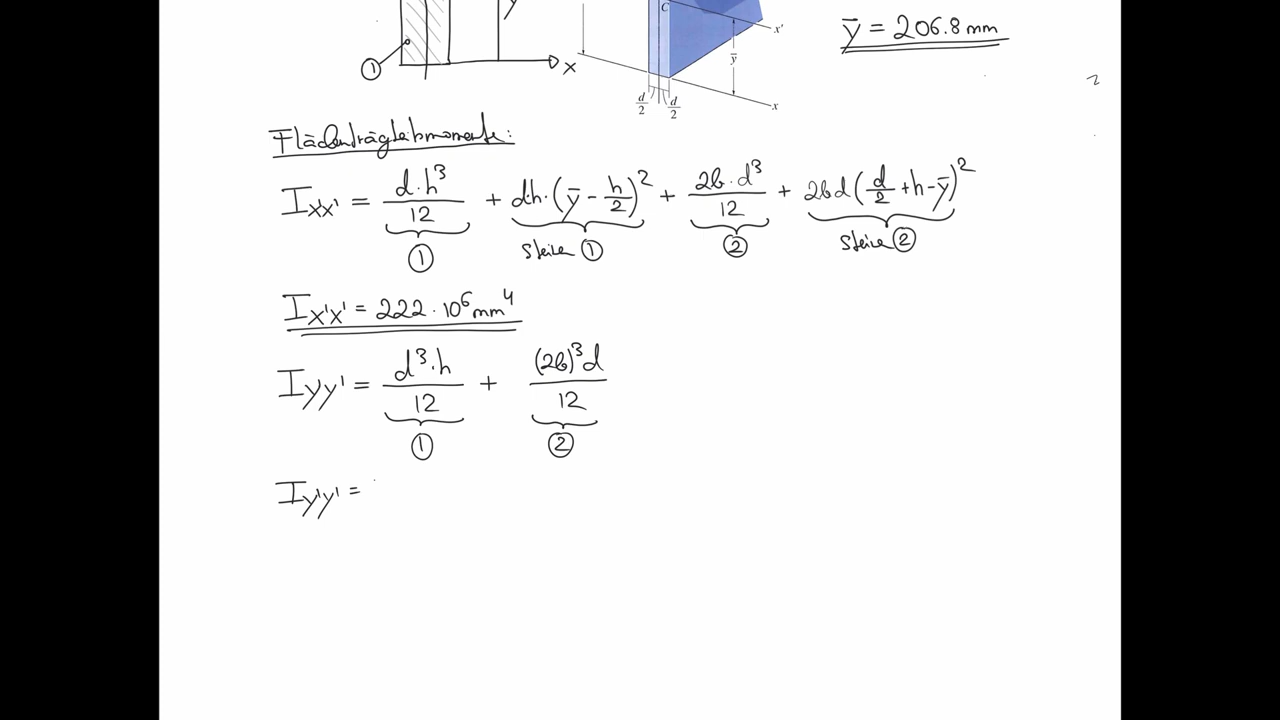 y
C
x'
ȳ = 206.8 mm
①
x
ȳ
d/2 d/2
x
Flächenträgheitsmomente:
Ixx' = d·h³/12 + dh·(ȳ − h/2)² + 2b·d³/12 + 2bd(d/2 + h − ȳ)²
① Steiner ① ② Steiner ②
Ix'x' = 222 · 10⁶ mm⁴
Iyy' = d³·h/12 + (2b)³d/12
① ②
Iy'y' =